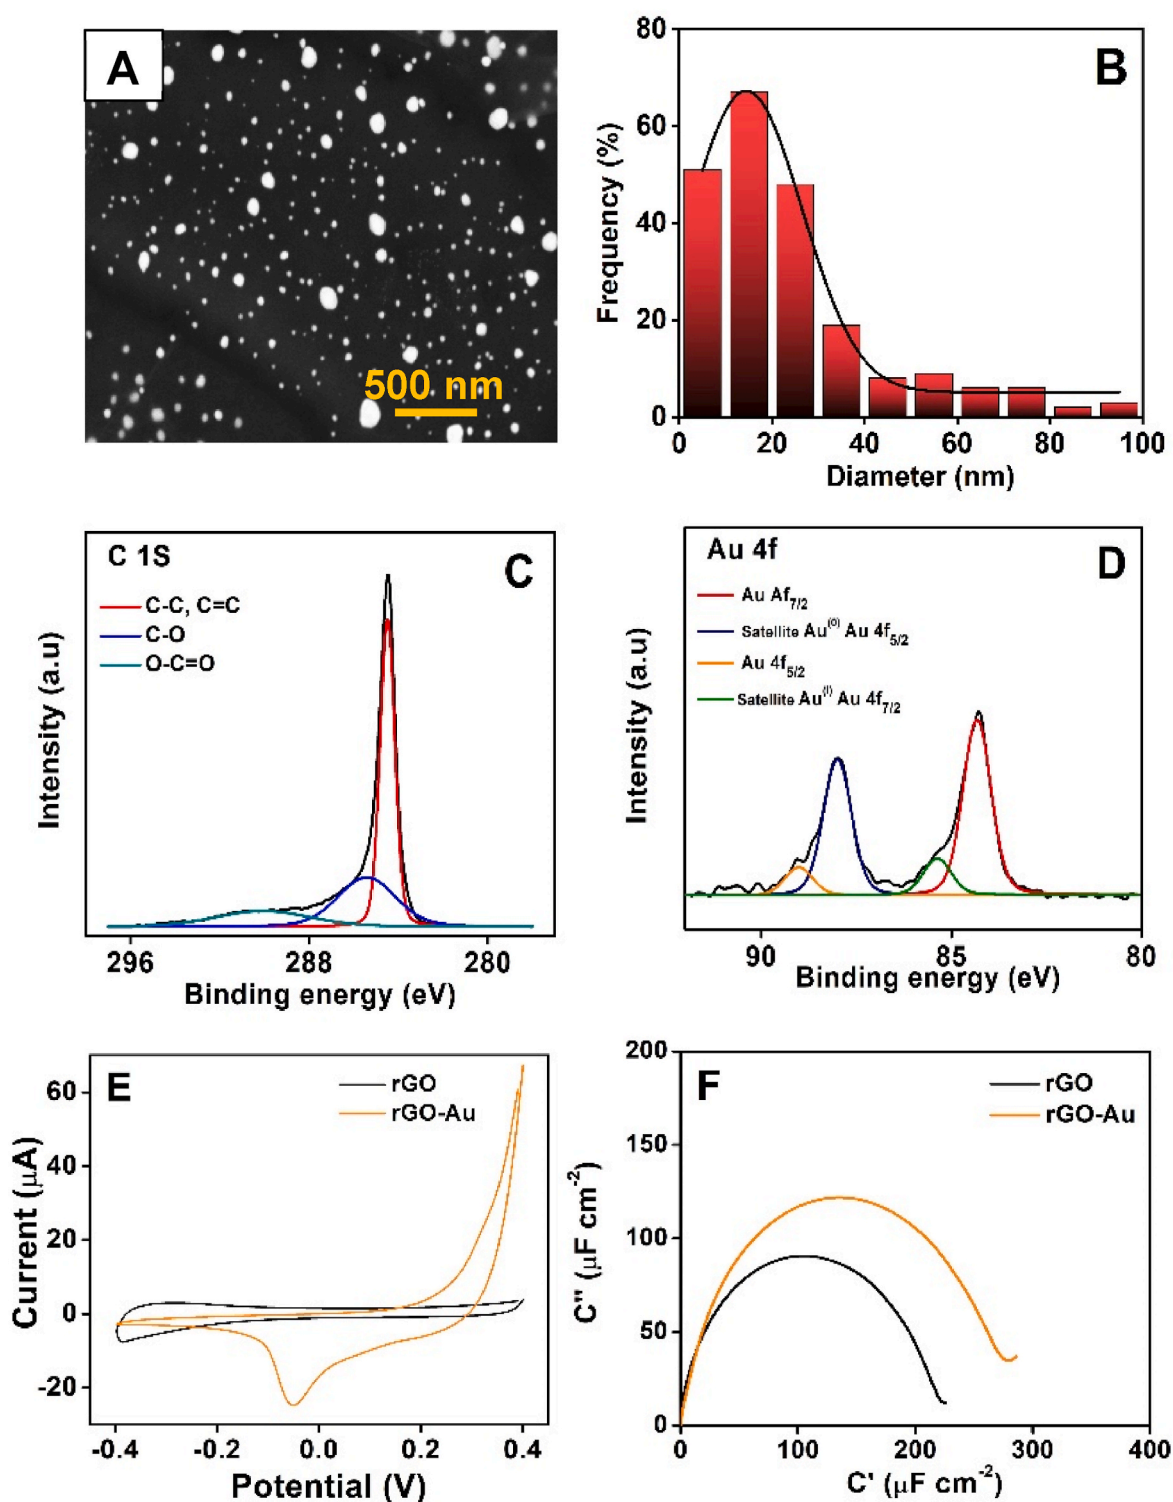 A
500 nm
B
Frequency (%)
80
60
40
20
0
0 20 40 60 80 100
Diameter (nm)
C 1S
C
C-C, C=C
C-O
O-C=O
Intensity (a.u)
296 288 280
Binding energy (eV)
Au 4f
D
Au Af7/2
Satellite Au(0) Au 4f5/2
Au 4f5/2
Satellite Au(I) Au 4f7/2
Intensity (a.u)
90 85 80
Binding energy (eV)
E
rGO
rGO-Au
Current (μA)
60
40
20
0
-20
-0.4 -0.2 0.0 0.2 0.4
Potential (V)
F
rGO
rGO-Au
C'' (μF cm-2)
200
150
100
50
0
0 100 200 300 400
C' (μF cm-2)